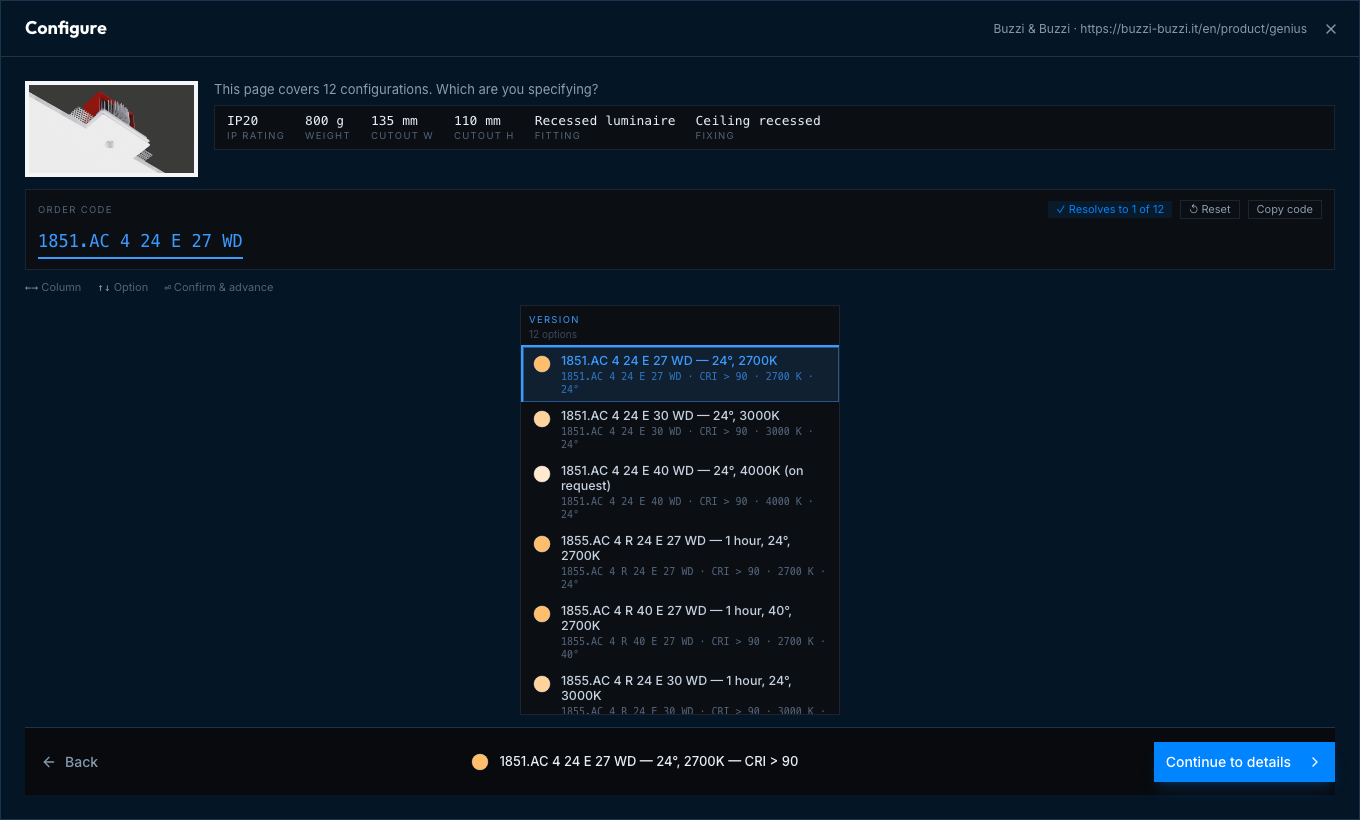 Configure
Buzzi & Buzzi · https://buzzi-buzzi.it/en/product/genius
This page covers 12 configurations. Which are you specifying?
IP20 800 g 135 mm 110 mm Recessed luminaire Ceiling recessed
IP RATING WEIGHT CUTOUT W CUTOUT H FITTING FIXING
ORDER CODE
✓ Resolves to 1 of 12
Reset
Copy code
1851.AC 4 24 E 27 WD
←→ Column ↑↓ Option ⏎ Confirm & advance
VERSION
12 options
1851.AC 4 24 E 27 WD — 24°, 2700K
1851.AC 4 24 E 27 WD · CRI > 90 · 2700 K ·
24°
1851.AC 4 24 E 30 WD — 24°, 3000K
1851.AC 4 24 E 30 WD · CRI > 90 · 3000 K ·
24°
1851.AC 4 24 E 40 WD — 24°, 4000K (on
request)
1851.AC 4 24 E 40 WD · CRI > 90 · 4000 K ·
24°
1855.AC 4 R 24 E 27 WD — 1 hour, 24°,
2700K
1855.AC 4 R 24 E 27 WD · CRI > 90 · 2700 K ·
24°
1855.AC 4 R 40 E 27 WD — 1 hour, 40°,
2700K
1855.AC 4 R 40 E 27 WD · CRI > 90 · 2700 K ·
40°
1855.AC 4 R 24 E 30 WD — 1 hour, 24°,
3000K
1855.AC 4 R 24 E 30 WD · CRI > 90 · 3000 K ·
← Back
1851.AC 4 24 E 27 WD — 24°, 2700K — CRI > 90
Continue to details